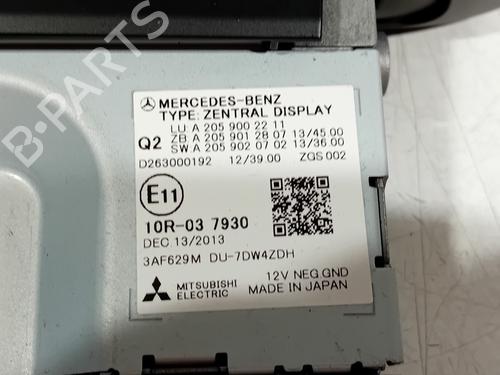 MERCEDES-BENZ
TYPE: ZENTRAL DISPLAY
LU A 205 900 22 11
Q2 ZB A 205 901 28 07 13/45 00
SW A 205 902 07 02 13/36 00
D263000192 12/39 00 ZGS 002
E11
10R-03 7930
DEC.13/2013
3AF629M DU-7DW4ZDH
MITSUBISHI ELECTRIC
12V NEG.GND
MADE IN JAPAN
B-PARTS